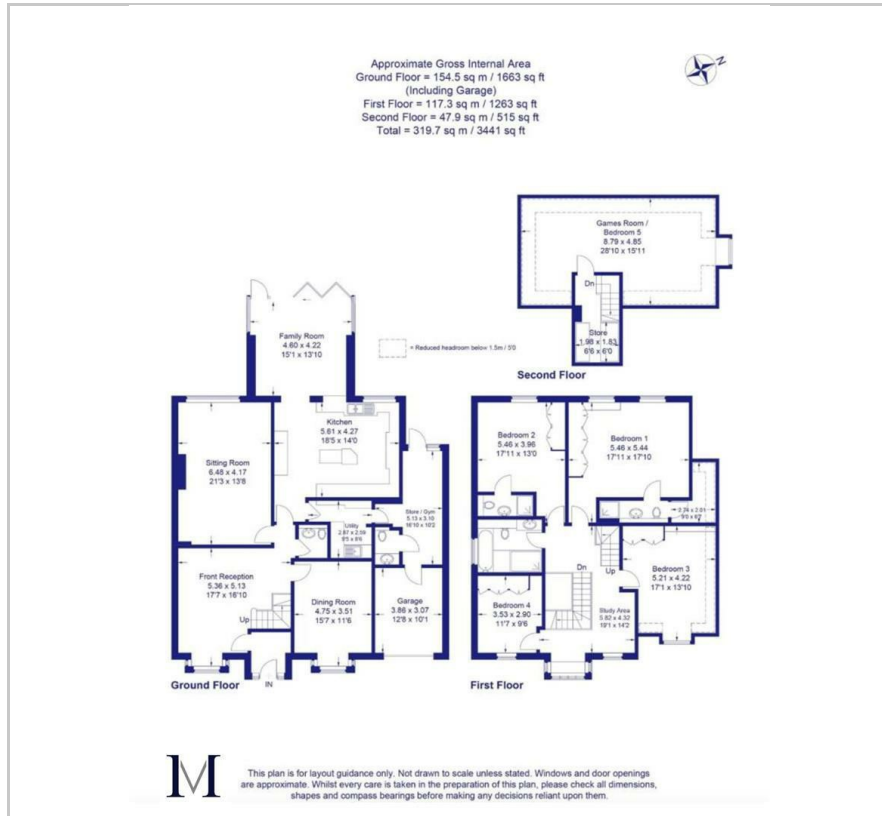 Approximate Gross Internal Area
Ground Floor = 154.5 sq m / 1663 sq ft
(Including Garage)
First Floor = 117.3 sq m / 1263 sq ft
Second Floor = 47.9 sq m / 515 sq ft
Total = 319.7 sq m / 3441 sq ft
N
Games Room /
Bedroom 5
8.79 x 4.85
28'10 x 15'11
Dn
Store
1.98 x 1.83
6'6 x 6'0
Second Floor
Family Room
4.60 x 4.22
15'1 x 13'10
= Reduced headroom below 1.5m / 5'0
Kitchen
5.61 x 4.27
18'5 x 14'0
Sitting Room
6.48 x 4.17
21'3 x 13'8
Store / Gym
5.13 x 3.10
16'10 x 10'2
Utility
2.87 x 2.59
9'5 x 8'6
Front Reception
5.36 x 5.13
17'7 x 16'10
Up
Dining Room
4.75 x 3.51
15'7 x 11'6
Garage
3.86 x 3.07
12'8 x 10'1
Ground Floor
IN
Bedroom 2
5.46 x 3.96
17'11 x 13'0
Bedroom 1
5.46 x 5.44
17'11 x 17'10
Bedroom 3
5.21 x 4.22
17'1 x 13'10
Up
Dn
Bedroom 4
3.53 x 2.90
11'7 x 9'6
Study Area
5.82 x 4.32
19'1 x 14'2
First Floor
M
This plan is for layout guidance only. Not drawn to scale unless stated. Windows and door openings
are approximate. Whilst every care is taken in the preparation of this plan, please check all dimensions,
shapes and compass bearings before making any decisions reliant upon them.